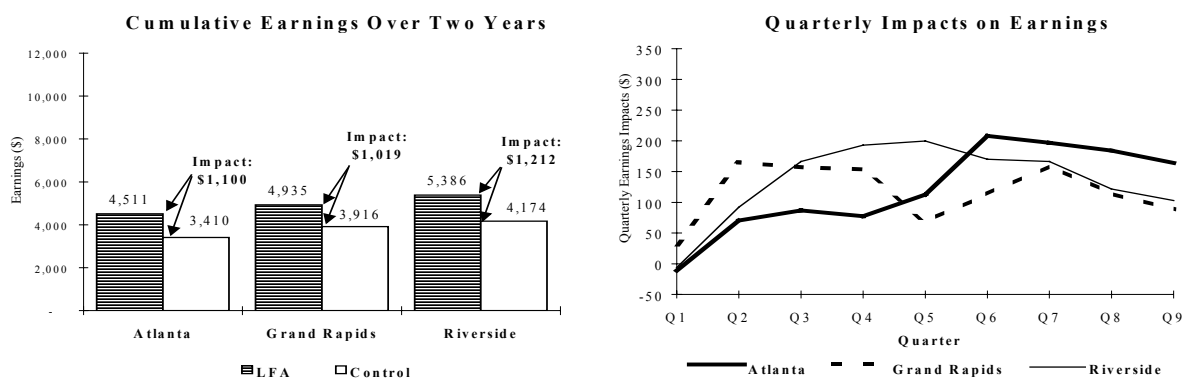 Cumulative Earnings Over Two Years
12,000
10,000
8,000
6,000
4,000
2,000
-
Earnings ($)
4,511
Impact:
$1,100
3,410
4,935
Impact:
$1,019
3,916
5,386
Impact:
$1,212
4,174
Atlanta
Grand Rapids
Riverside
LFA
Control
Quarterly Impacts on Earnings
350
300
250
200
150
100
50
0
-50
Quarterly Earnings Impacts ($)
Q1
Q2
Q3
Q4
Q5
Q6
Q7
Q8
Q9
Quarter
Atlanta
Grand Rapids
Riverside